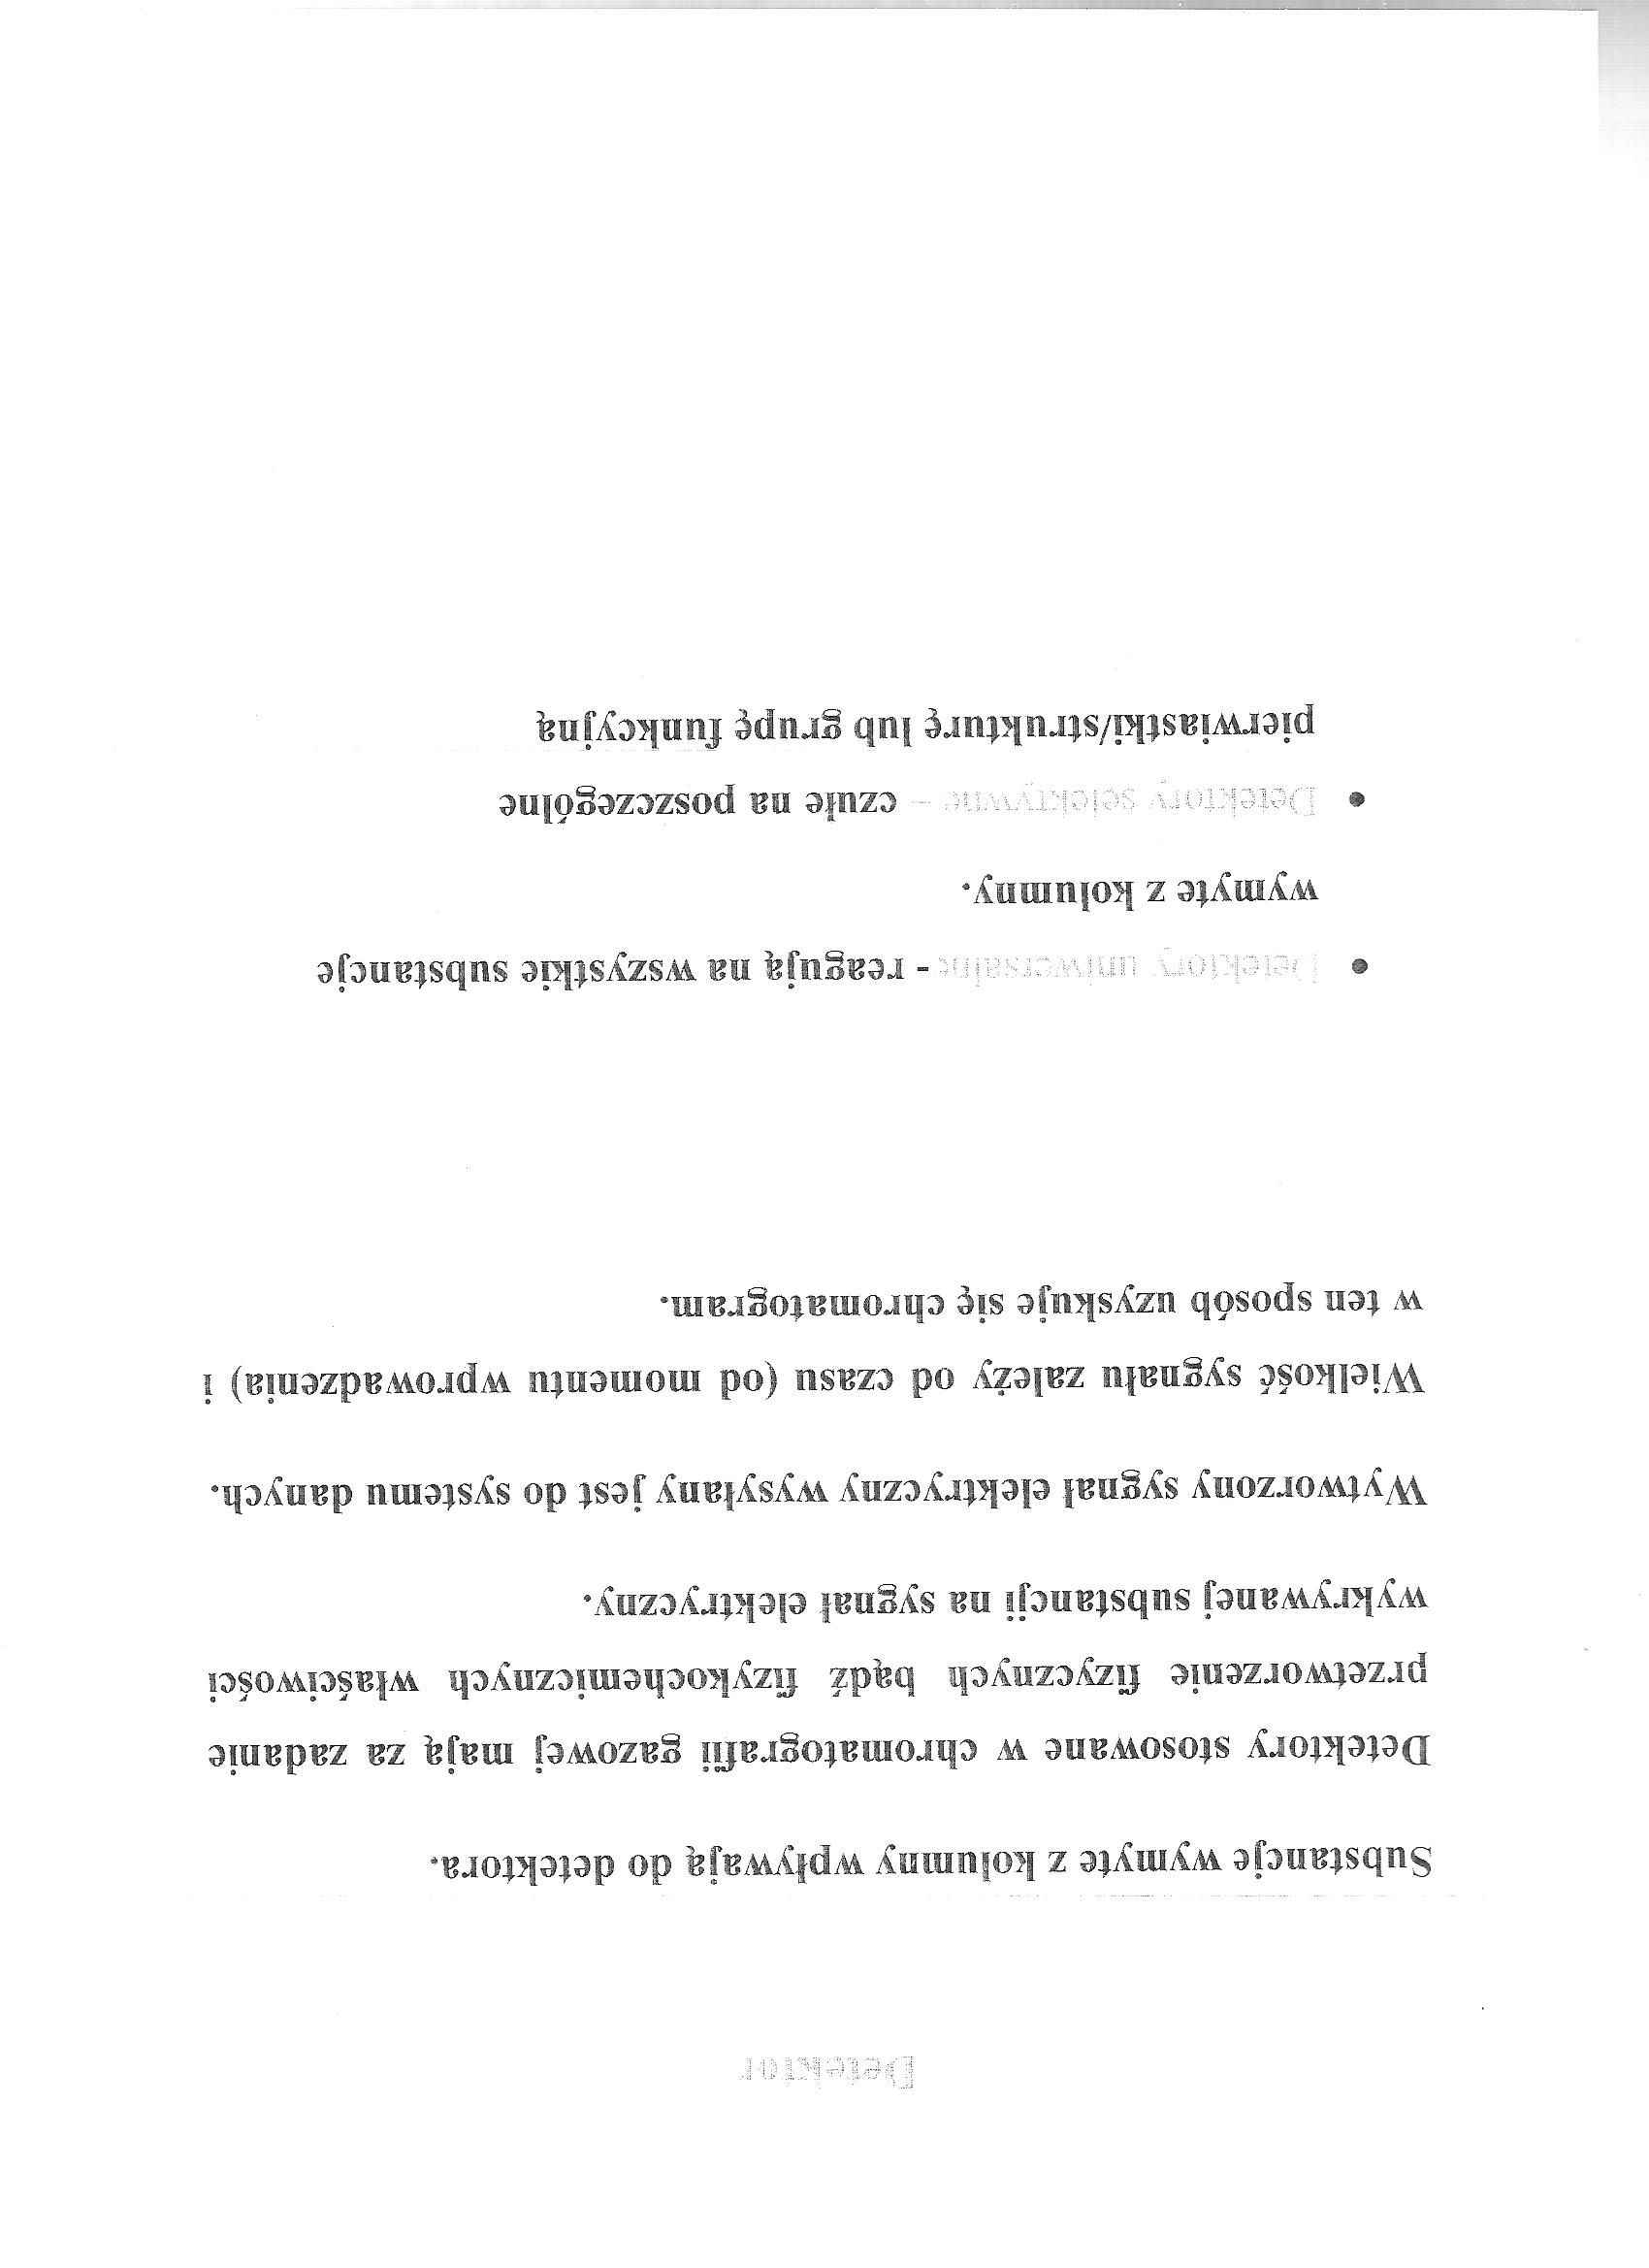 Detektor
Substancje wymyte z kolumny wpływają do detektora.
Detektory stosowane w chromatografii gazowej mają za zadanie
przetworzenie fizycznych bądź fizykochemicznych właściwości
wykrywanej substancji na sygnał elektryczny.
Wytworzony sygnał elektryczny wysyłany jest do systemu danych.
Wielkość sygnału zależy od czasu (od momentu wprowadzenia) i
w ten sposób uzyskuje się chromatogram.
• Detektory uniwersalne - reagują na wszystkie substancje
wymyte z kolumny.
• Detektory selektywne – czułe na poszczególne
pierwiastki/strukturę lub grupę funkcyjną